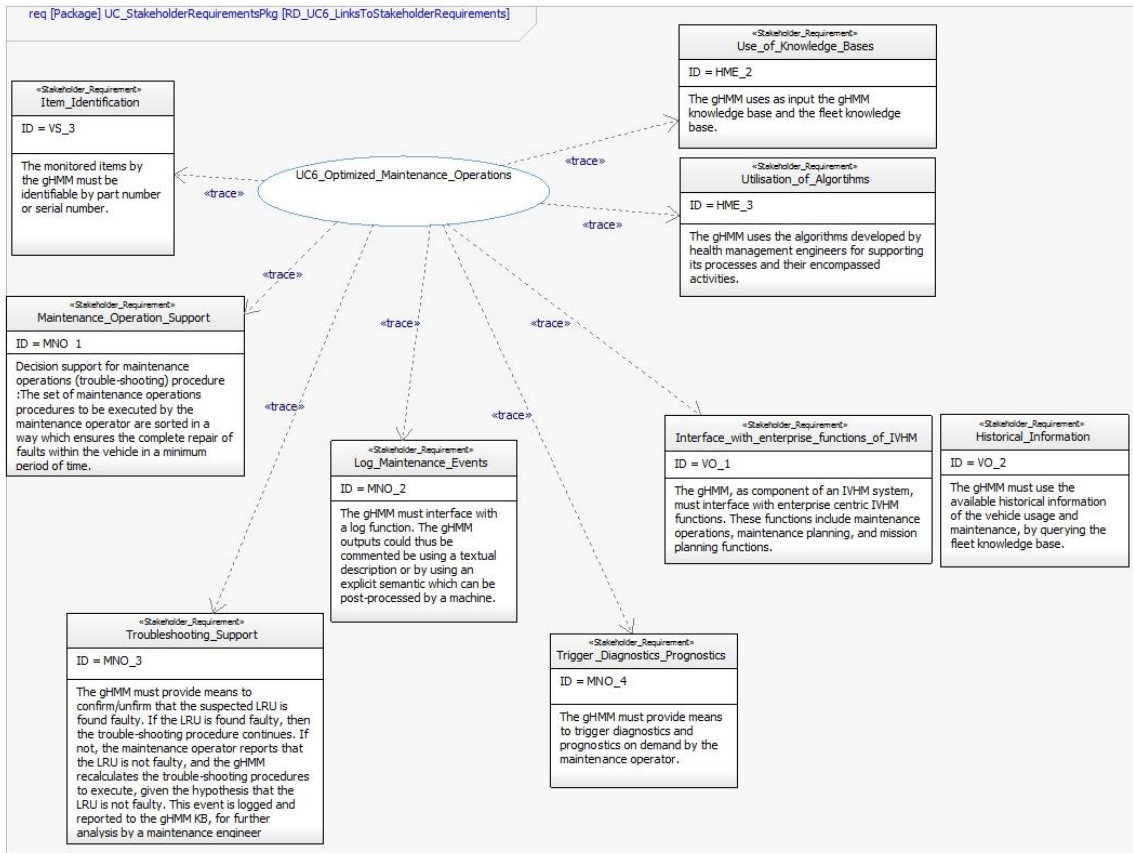 req [Package] UC_StakeholderRequirementsPkg [RD_UC6_LinksToStakeholderRequirements]
«Stakeholder_Requirement»
Use_of_Knowledge_Bases
ID = HME_2
The gHMM uses as input the gHMM
knowledge base and the fleet knowledge
base.
«Stakeholder_Requirement»
Item_Identification
ID = VS_3
The monitored items by
the gHMM must be
identifiable by part number
or serial number.
UC6_Optimized_Maintenance_Operations
«trace»
«trace»
«trace»
«trace»
«trace»
«trace»
«trace»
«trace»
«Stakeholder_Requirement»
Utilisation_of_Algortihms
ID = HME_3
The gHMM uses the algorithms developed by
health management engineers for supporting
its processes and their encompassed
activities.
«Stakeholder_Requirement»
Maintenance_Operation_Support
ID = MNO_1
Decision support for maintenance
operations (trouble-shooting) procedure
:The set of maintenance operations
procedures to be executed by the
maintenance operator are sorted in a
way which ensures the complete repair of
faults within the vehicle in a minimum
period of time.
«Stakeholder_Requirement»
Log_Maintenance_Events
ID = MNO_2
The gHMM must interface with
a log function. The gHMM
outputs could thus be
commented be using a textual
description or by using an
explicit semantic which can be
post-processed by a machine.
«Stakeholder_Requirement»
Interface_with_enterprise_functions_of_IVHM
ID = VO_1
The gHMM, as component of an IVHM system,
must interface with enterprise centric IVHM
functions. These functions include maintenance
operations, maintenance planning, and mission
planning functions.
«Stakeholder_Requirement»
Historical_Information
ID = VO_2
The gHMM must use the
available historical information
of the vehicle usage and
maintenance, by querying the
fleet knowledge base.
«Stakeholder_Requirement»
Troubleshooting_Support
ID = MNO_3
The gHMM must provide means to
confirm/unfirm that the suspected LRU is
found faulty. If the LRU is found faulty, then
the trouble-shooting procedure continues. If
not, the maintenance operator reports that
the LRU is not faulty, and the gHMM
recalculates the trouble-shooting procedures
to execute, given the hypothesis that the
LRU is not faulty. This event is logged and
reported to the gHMM KB, for further
analysis by a maintenance engineer
«Stakeholder_Requirement»
Trigger_Diagnostics_Prognostics
ID = MNO_4
The gHMM must provide means
to trigger diagnostics and
prognostics on demand by the
maintenance operator.